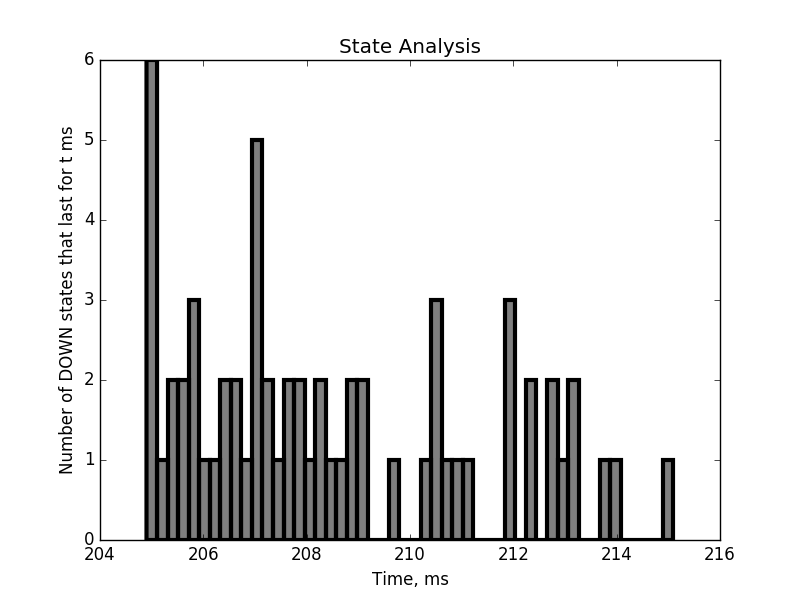 State Analysis
Number of DOWN states that last for t ms
6
5
4
3
2
1
0
204 206 208 210 212 214 216
Time, ms